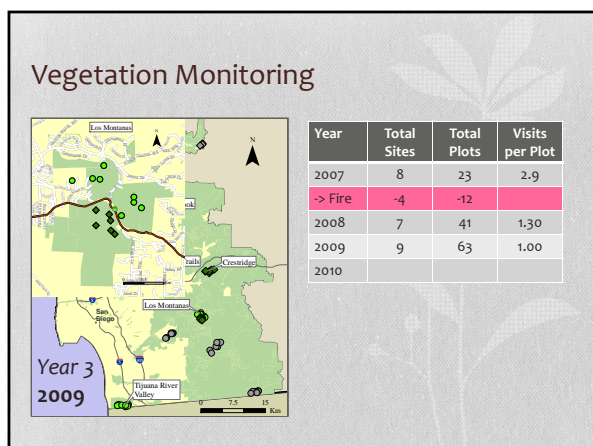 Vegetation Monitoring
Los Montanas
N
N
ook
rails
Crestridge
Los Montanas
San Diego
Tijuana River
Valley
Year 3
2009
0 7.5 15
Km
Year Total Sites Total Plots Visits per Plot
2007 8 23 2.9
-> Fire -4 -12
2008 7 41 1.30
2009 9 63 1.00
2010